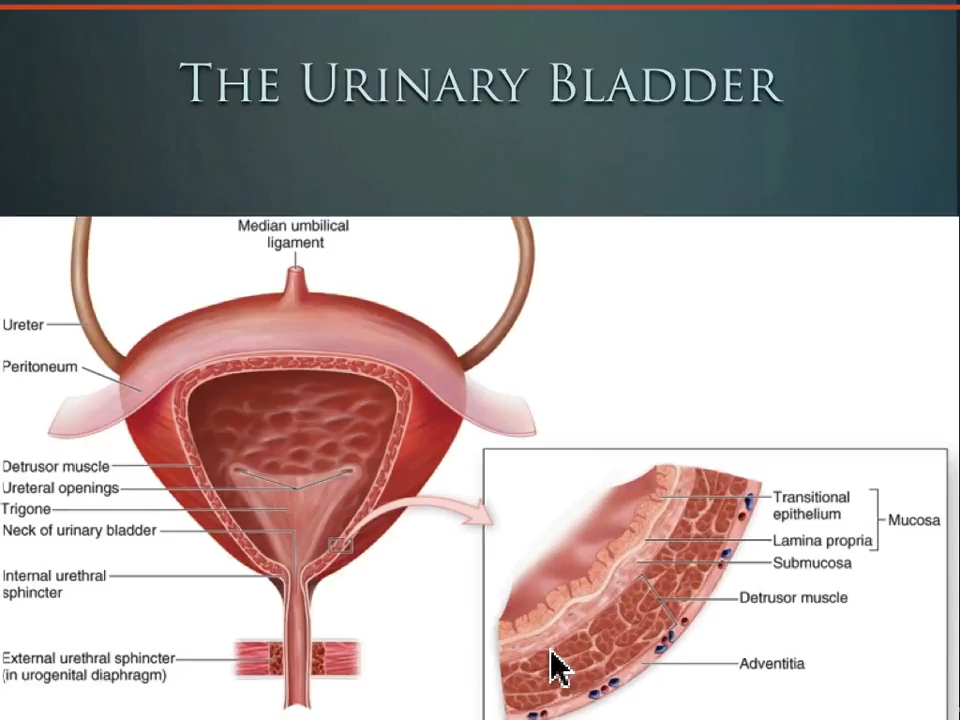 THE URINARY BLADDER
Median umbilical
ligament
Ureter
Peritoneum
Detrusor muscle
Ureteral openings
Trigone
Neck of urinary bladder
Internal urethral
sphincter
External urethral sphincter
(in urogenital diaphragm)
Transitional
epithelium
Mucosa
Lamina propria
Submucosa
Detrusor muscle
Adventitia